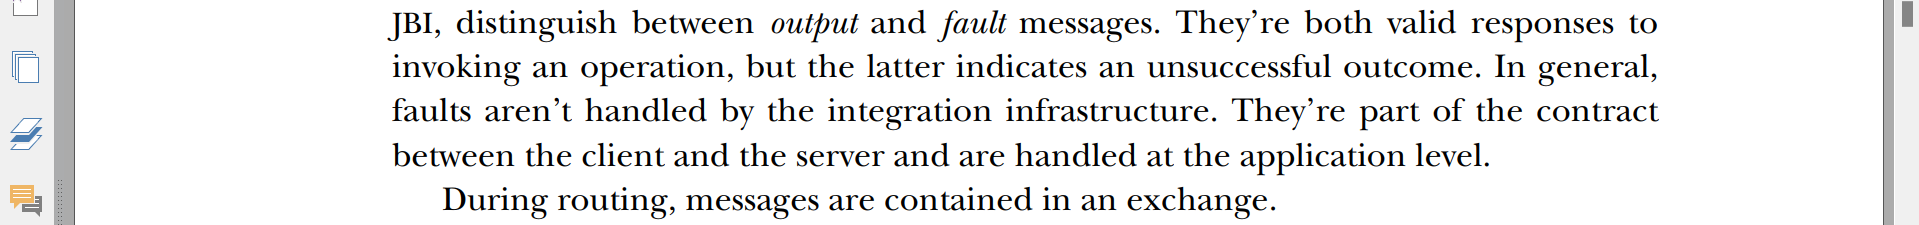 JBI, distinguish between output and fault messages. They’re both valid responses to
invoking an operation, but the latter indicates an unsuccessful outcome. In general,
faults aren’t handled by the integration infrastructure. They’re part of the contract
between the client and the server and are handled at the application level.
During routing, messages are contained in an exchange.